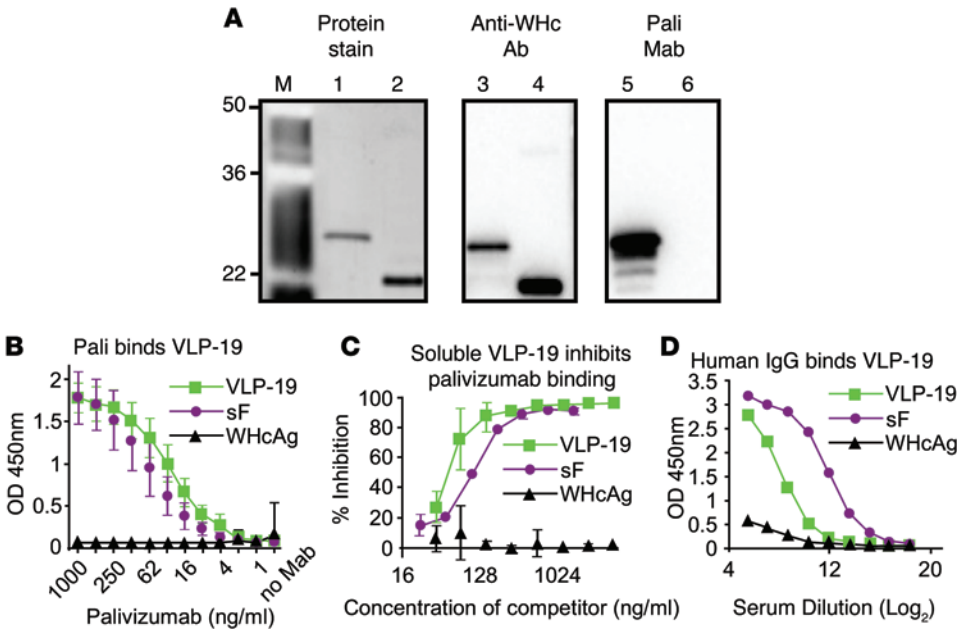 A
Protein stain
Anti-WHc Ab
Pali Mab
M 1 2 3 4 5 6
50
36
22
B
Pali binds VLP-19
2
1.5
1
0.5
0
OD 450nm
VLP-19
sF
WHcAg
1000 250 62 16 4 1 no Mab
Palivizumab (ng/ml)
C
Soluble VLP-19 inhibits
palivizumab binding
100
80
60
40
20
0
% Inhibition
VLP-19
sF
WHcAg
16 128 1024
Concentration of competitor (ng/ml)
D
Human IgG binds VLP-19
3.5
3
2.5
2
1.5
1
0.5
0
OD 450nm
VLP-19
sF
WHcAg
4 12 20
Serum Dilution (Log2)